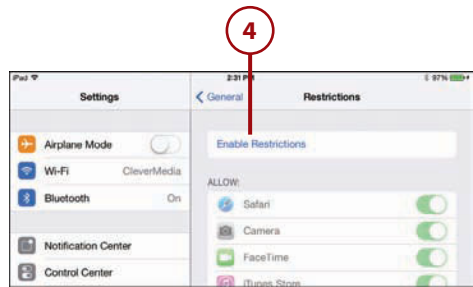 4
iPad 2:31 PM 97%
Settings
General Restrictions
Airplane Mode
Wi-Fi CleverMedia
Bluetooth On
Notification Center
Control Center
Enable Restrictions
ALLOW:
Safari
Camera
FaceTime
iTunes Store